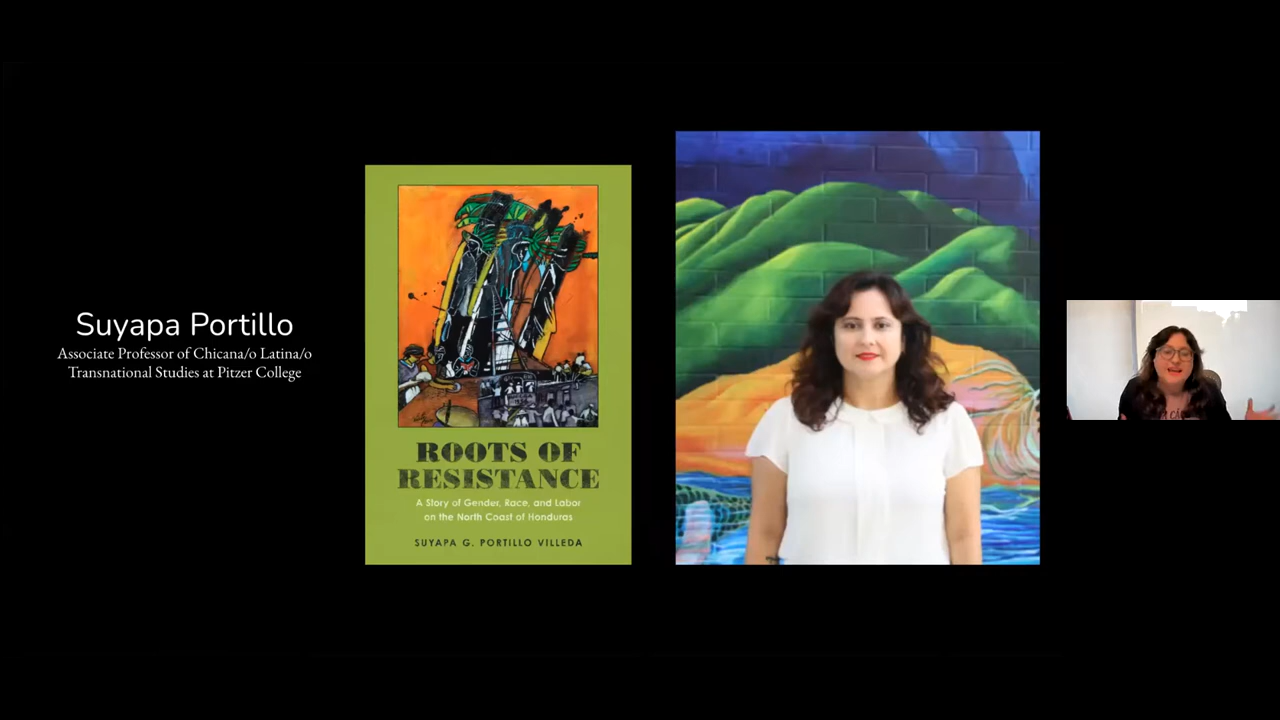 Suyapa Portillo
Associate Professor of Chicana/o Latina/o
Transnational Studies at Pitzer College
ROOTS OF
RESISTANCE
A Story of Gender, Race, and Labor
on the North Coast of Honduras
SUYAPA G. PORTILLO VILLEDA